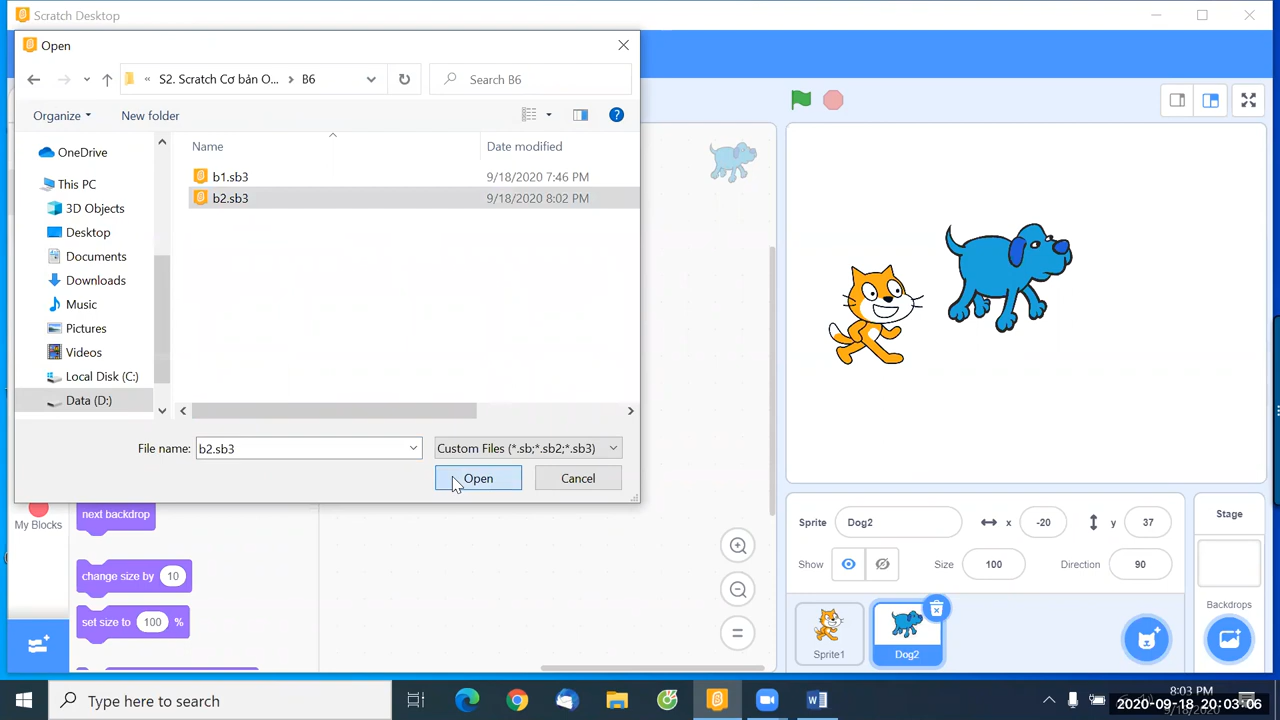 Scratch Desktop
Open
« S2. Scratch Cơ bản O... > B6
Search B6
Organize
New folder
Name
Date modified
OneDrive
This PC
3D Objects
Desktop
Documents
Downloads
Music
Pictures
Videos
Local Disk (C:)
Data (D:)
b1.sb3
9/18/2020 7:46 PM
b2.sb3
9/18/2020 8:02 PM
File name:
b2.sb3
Custom Files (*.sb;*.sb2;*.sb3)
Open
Cancel
My Blocks
next backdrop
change size by 10
set size to 100 %
Sprite
Dog2
x
-20
y
37
Show
Size
100
Direction
90
Stage
Backdrops
Sprite1
Dog2
Type here to search
8:03 PM
2020-09-18 20:03:06